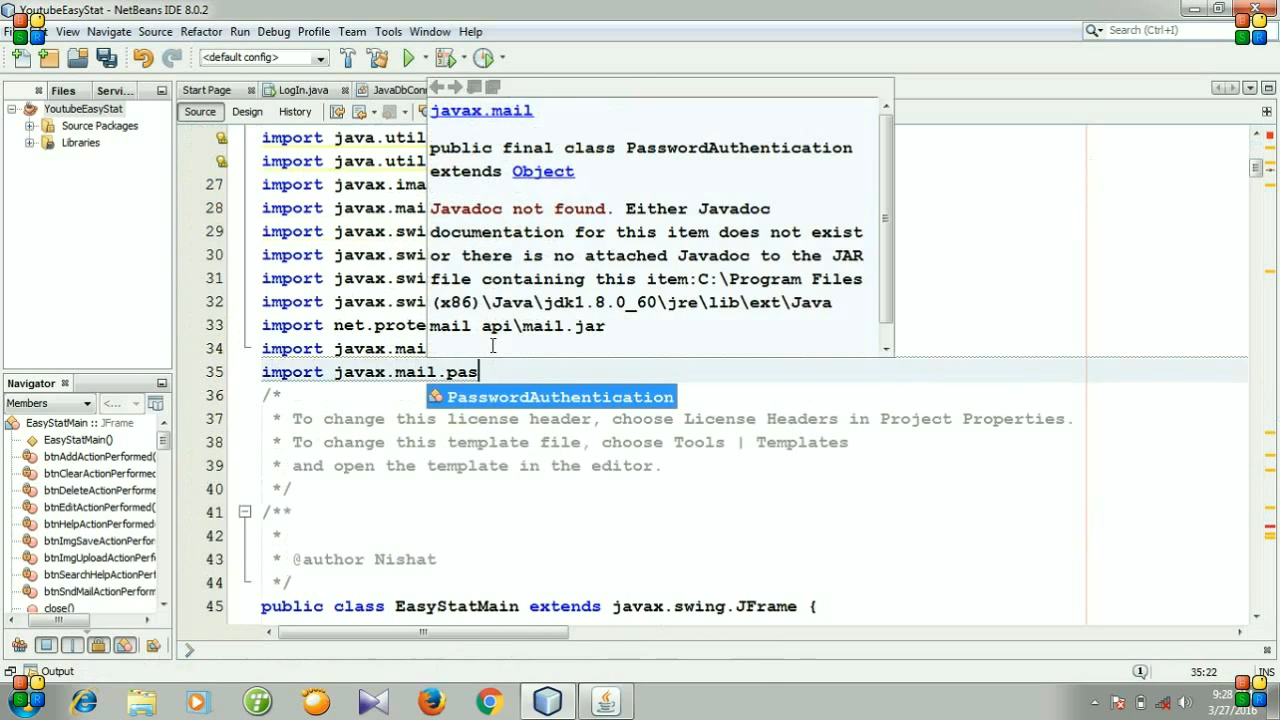 YoutubeEasyStat - NetBeans IDE 8.0.2
View Navigate Source Refactor Run Debug Profile Team Tools Window Help
Search (Ctrl+I)
<default config>
Files Servi...
Start Page LogIn.java JavaDbCon
YoutubeEasyStat
Source Packages
Libraries
Source Design History
import java.util
import java.util
27 import javax.ima
28 import javax.mai
29 import javax.swi
30 import javax.swi
31 import javax.swi
32 import javax.swi
33 import net.prote
34 import javax.mai
35 import javax.mail.pas
javax.mail
public final class PasswordAuthentication
extends Object
Javadoc not found. Either Javadoc
documentation for this item does not exist
or there is no attached Javadoc to the JAR
file containing this item:C:\Program Files
(x86)\Java\jdk1.8.0_60\jre\lib\ext\Java
mail api\mail.jar
PasswordAuthentication
36 /*
37 * To change this license header, choose License Headers in Project Properties.
38 * To change this template file, choose Tools | Templates
39 * and open the template in the editor.
40 */
41 /**
42 *
43 * @author Nishat
44 */
45 public class EasyStatMain extends javax.swing.JFrame {
Navigator
Members <...
EasyStatMain :: JFrame
EasyStatMain()
btnAddActionPerformed(
btnClearActionPerformed
btnDeleteActionPerforme
btnEditActionPerformed(
btnHelpActionPerformed
btnImgSaveActionPerfor
btnImgUploadActionPerf
btnSearchHelpActionPer
btnSndMailActionPerform
close()
Output
35:22 INS
9:28
3/27/2016